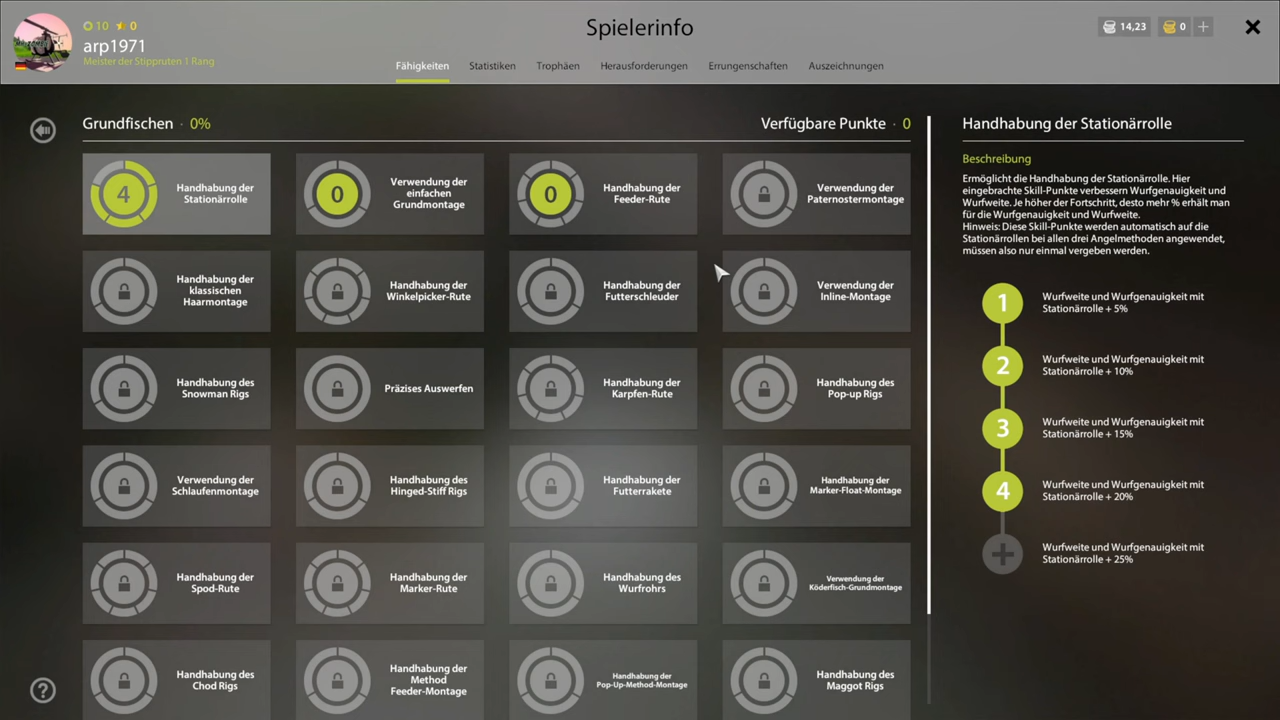 10 0
arp1971
Meister der Stippruten 1 Rang
Spielerinfo
14,23
0
Fähigkeiten
Statistiken
Trophäen
Herausforderungen
Errungenschaften
Auszeichnungen
Grundfischen · 0%
Verfügbare Punkte · 0
4
Handhabung der
Stationärrolle
0
Verwendung der
einfachen
Grundmontage
0
Handhabung der
Feeder-Rute
Verwendung der
Paternostermontage
Handhabung der
klassischen
Haarmontage
Handhabung der
Winkelpicker-Rute
Handhabung der
Futterschleuder
Verwendung der
Inline-Montage
Handhabung des
Snowman Rigs
Präzises Auswerfen
Handhabung der
Karpfen-Rute
Handhabung des
Pop-up Rigs
Verwendung der
Schlaufenmontage
Handhabung des
Hinged-Stiff Rigs
Handhabung der
Futterrakete
Handhabung der
Marker-Float-Montage
Handhabung der
Spod-Rute
Handhabung der
Marker-Rute
Handhabung des
Wurfrohrs
Verwendung der
Köderfisch-Grundmontage
Handhabung des
Chod Rigs
Handhabung der
Method
Feeder-Montage
Handhabung der
Pop-Up-Method-Montage
Handhabung des
Maggot Rigs
Handhabung der Stationärrolle
Beschreibung
Ermöglicht die Handhabung der Stationärrolle. Hier
eingebrachte Skill-Punkte verbessern Wurfgenauigkeit und
Wurfweite. Je höher der Fortschritt, desto mehr % erhält man
für die Wurfgenauigkeit und Wurfweite.
Hinweis: Diese Skill-Punkte werden automatisch auf die
Stationärrollen bei allen drei Angelmethoden angewendet,
müssen also nur einmal vergeben werden.
1
Wurfweite und Wurfgenauigkeit mit
Stationärrolle + 5%
2
Wurfweite und Wurfgenauigkeit mit
Stationärrolle + 10%
3
Wurfweite und Wurfgenauigkeit mit
Stationärrolle + 15%
4
Wurfweite und Wurfgenauigkeit mit
Stationärrolle + 20%
Wurfweite und Wurfgenauigkeit mit
Stationärrolle + 25%